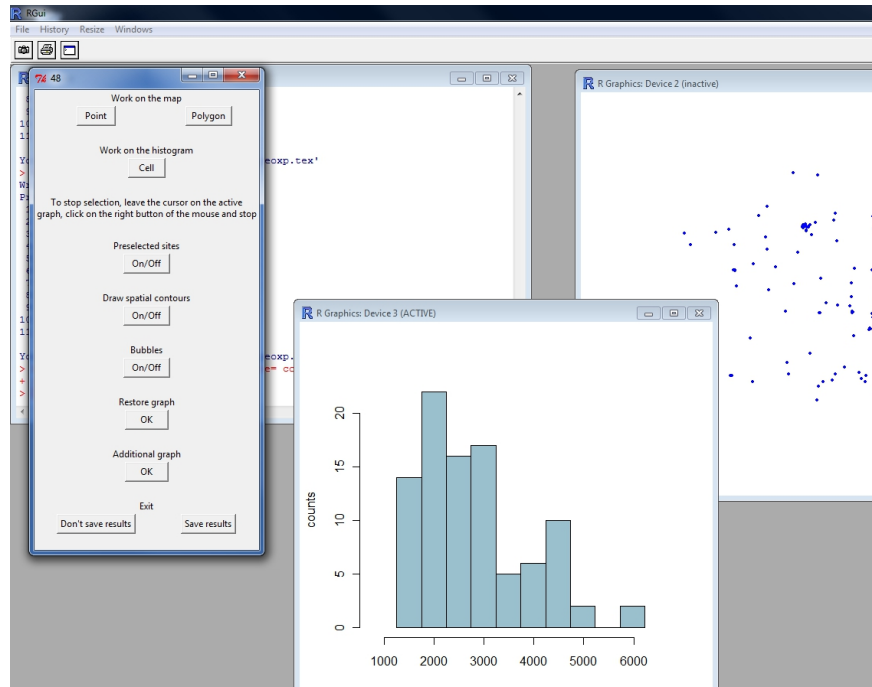 RGui
File History Resize Windows
48
Work on the map
Point Polygon
Work on the histogram
Cell
To stop selection, leave the cursor on the active
graph, click on the right button of the mouse and stop
Preselected sites
On/Off
Draw spatial contours
On/Off
Bubbles
On/Off
Restore graph
OK
Additional graph
OK
Exit
Don't save results Save results
eoxp.tex'
R Graphics: Device 2 (inactive)
R Graphics: Device 3 (ACTIVE)
counts
20
15
10
5
0
1000 2000 3000 4000 5000 6000